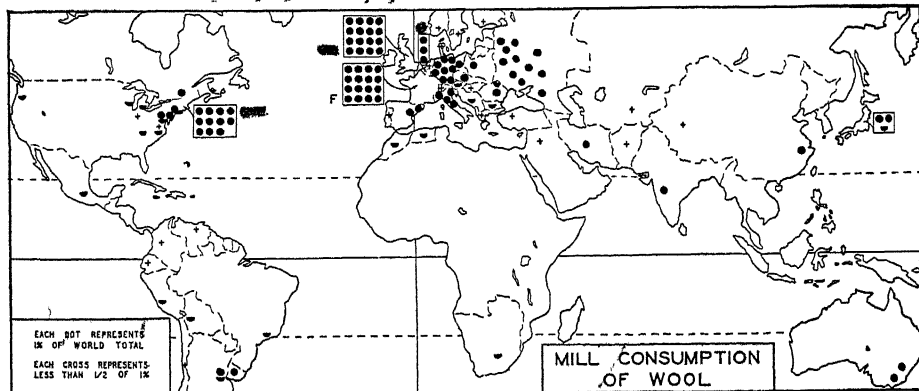 F
EACH DOT REPRESENTS
1% OF WORLD TOTAL
EACH CROSS REPRESENTS
LESS THAN 1/2 OF 1%
MILL CONSUMPTION
OF WOOL